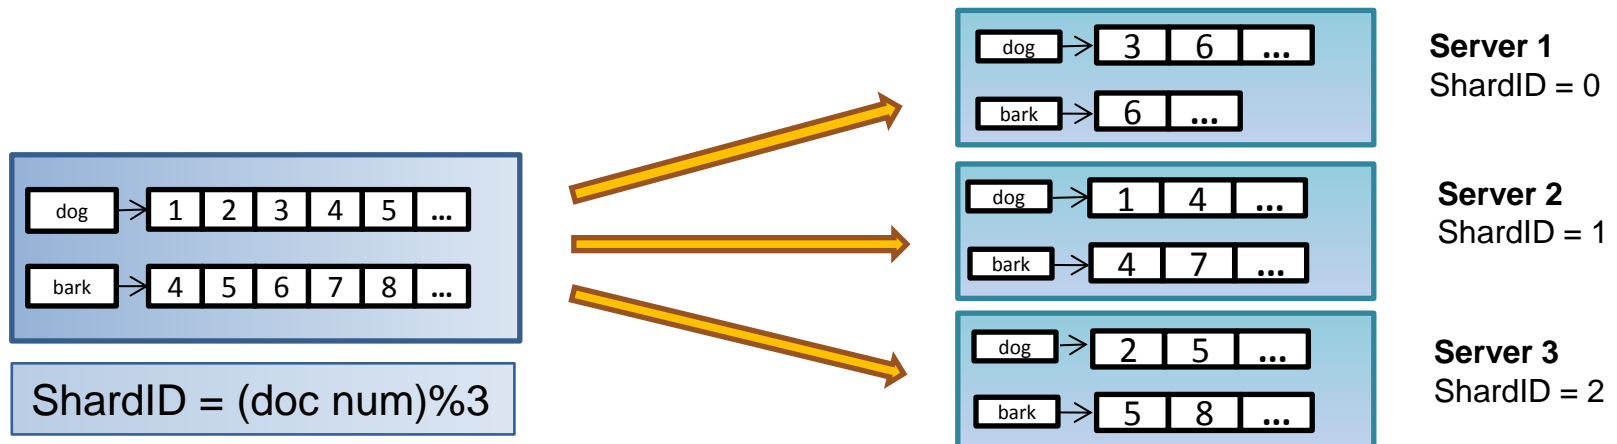 dog 1 2 3 4 5 ...
bark 4 5 6 7 8 ...
ShardID = (doc num)%3
dog 3 6 ...
bark 6 ...
Server 1
ShardID = 0
dog 1 4 ...
bark 4 7 ...
Server 2
ShardID = 1
dog 2 5 ...
bark 5 8 ...
Server 3
ShardID = 2